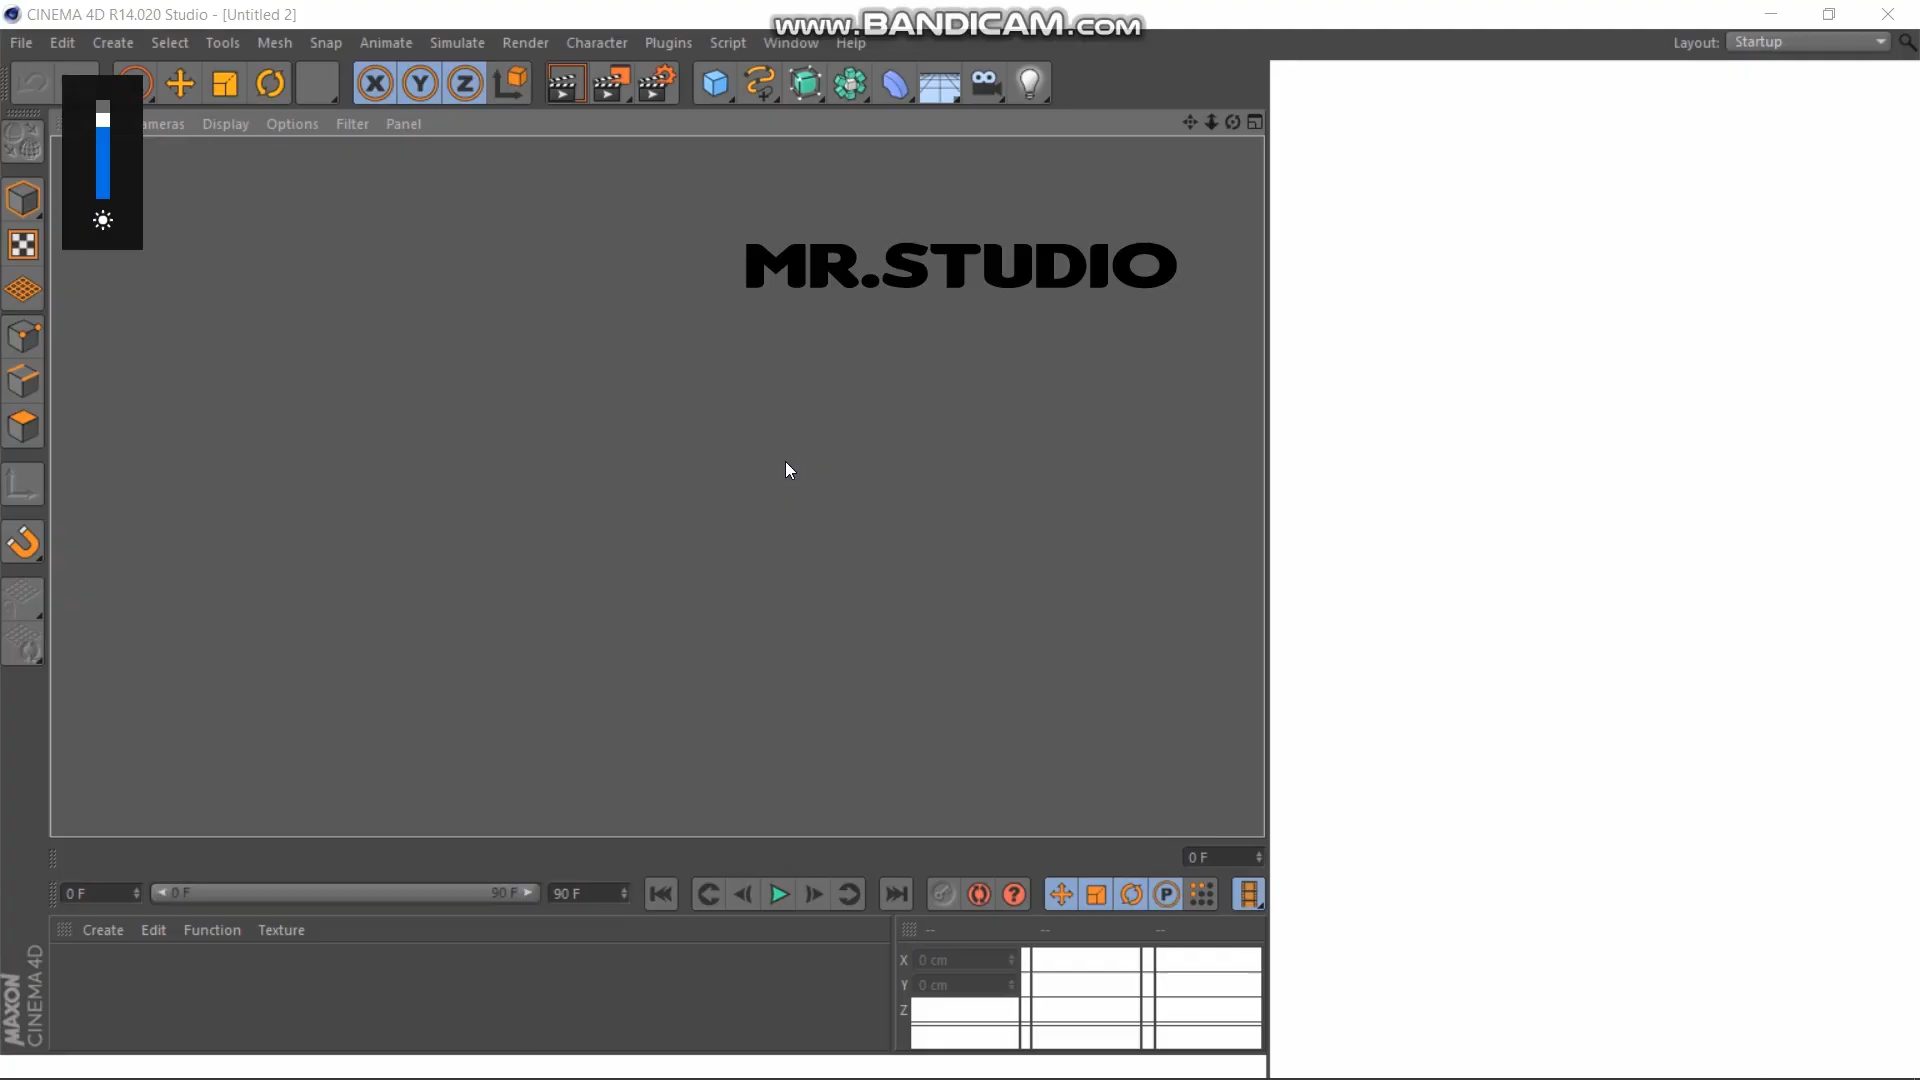 CINEMA 4D R14.020 Studio - [Untitled 2]
www.BANDICAM.com
File Edit Create Select Tools Mesh Snap Animate Simulate Render Character Plugins Script Window Help
Layout: Startup
X Y Z
ameras Display Options Filter Panel
MR.STUDIO
0 F
0 F 0 F 90 F 90 F
? P
Create Edit Function Texture
-- -- --
X 0 cm
Y 0 cm
Z
MAXON
CINEMA 4D